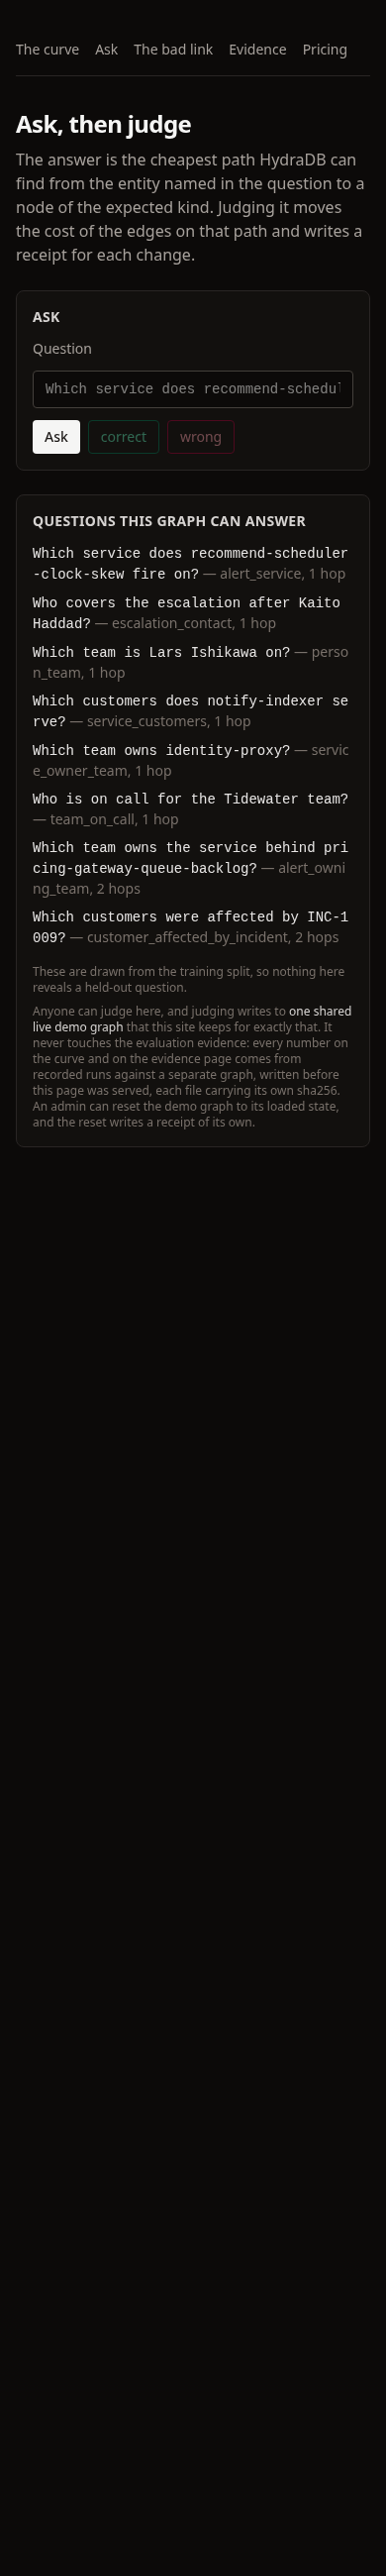 The curve Ask The bad link Evidence Pricing
Ask, then judge
The answer is the cheapest path HydraDB can
find from the entity named in the question to a
node of the expected kind. Judging it moves
the cost of the edges on that path and writes a
receipt for each change.
ASK
Question
Which service does recommend-schedul
Ask correct wrong
QUESTIONS THIS GRAPH CAN ANSWER
Which service does recommend-scheduler
-clock-skew fire on? — alert_service, 1 hop
Who covers the escalation after Kaito
Haddad? — escalation_contact, 1 hop
Which team is Lars Ishikawa on? — perso
n_team, 1 hop
Which customers does notify-indexer se
rve? — service_customers, 1 hop
Which team owns identity-proxy? — servic
e_owner_team, 1 hop
Who is on call for the Tidewater team?
— team_on_call, 1 hop
Which team owns the service behind pri
cing-gateway-queue-backlog? — alert_owni
ng_team, 2 hops
Which customers were affected by INC-1
009? — customer_affected_by_incident, 2 hops
These are drawn from the training split, so nothing here
reveals a held-out question.
Anyone can judge here, and judging writes to one shared
live demo graph that this site keeps for exactly that. It
never touches the evaluation evidence: every number on
the curve and on the evidence page comes from
recorded runs against a separate graph, written before
this page was served, each file carrying its own sha256.
An admin can reset the demo graph to its loaded state,
and the reset writes a receipt of its own.